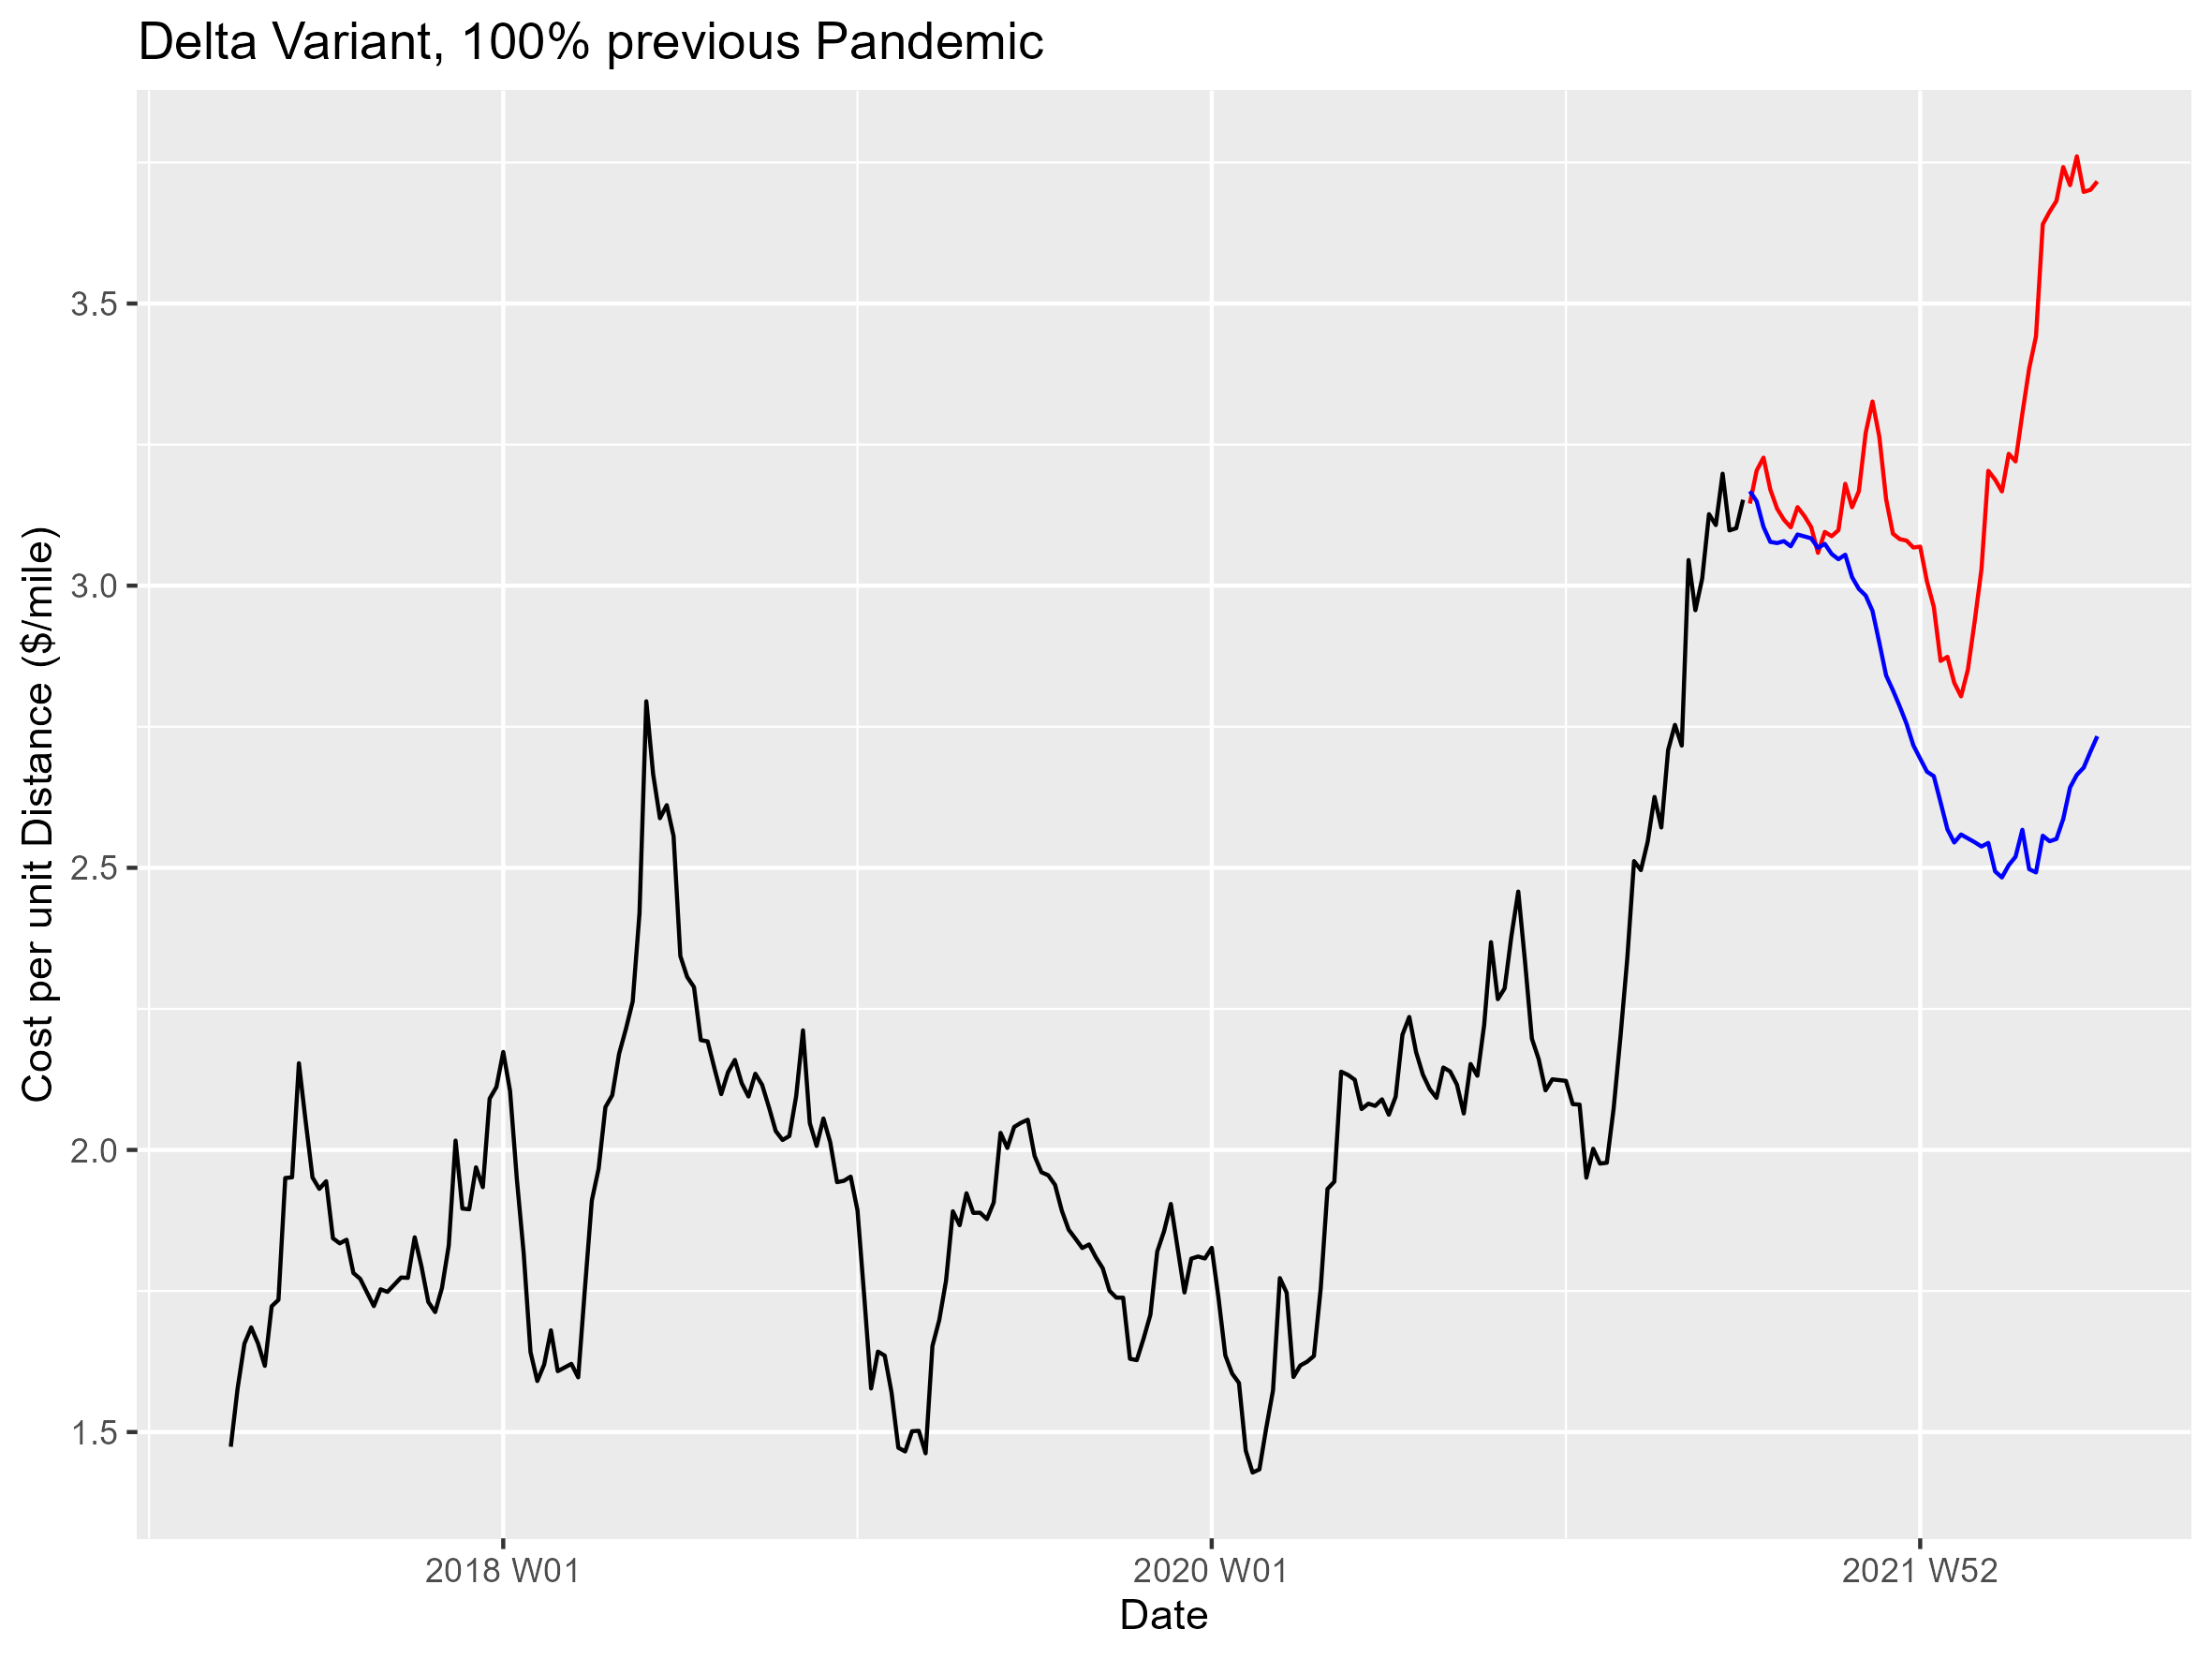 Delta Variant, 100% previous Pandemic
Cost per unit Distance ($/mile)
3.5
3.0
2.5
2.0
1.5
2018 W01
2020 W01
2021 W52
Date